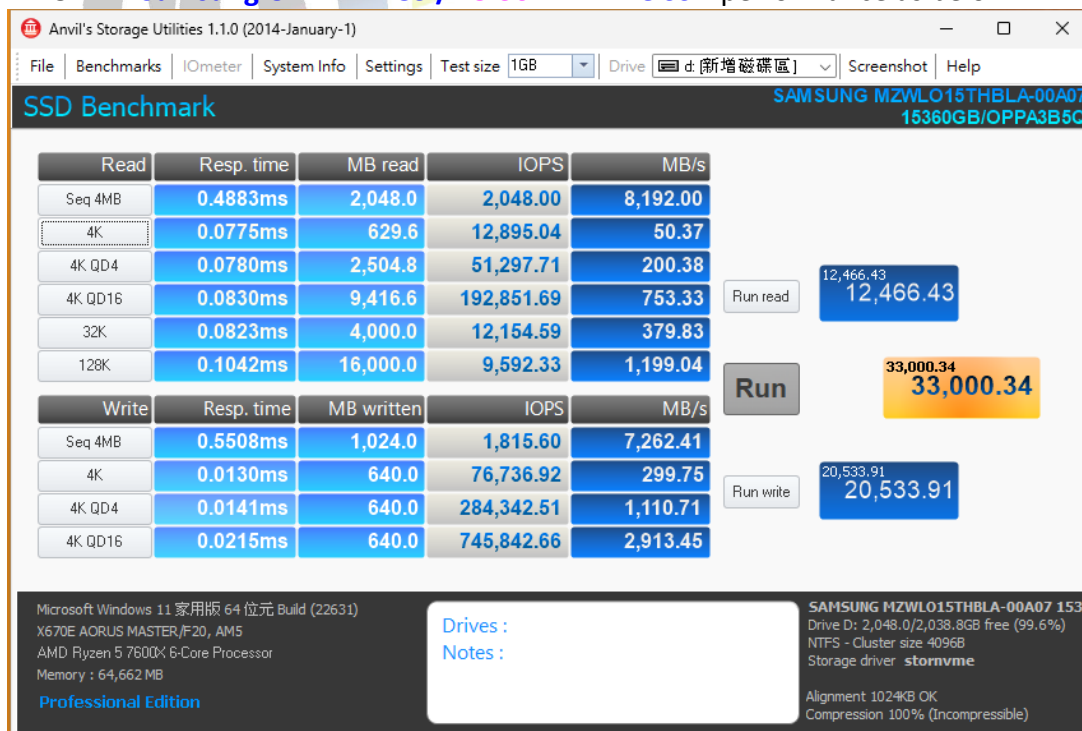 Anvil's Storage Utilities 1.1.0 (2014-January-1)
File Benchmarks IOmeter System Info Settings Test size 1GB Drive d: [新增磁碟區] Screenshot Help
SSD Benchmark
SAMSUNG MZWLO15THBLA-00A07
15360GB/OPPA3B5Q
Read Resp. time MB read IOPS MB/s
Seq 4MB 0.4883ms 2,048.0 2,048.00 8,192.00
4K 0.0775ms 629.6 12,895.04 50.37
4K QD4 0.0780ms 2,504.8 51,297.71 200.38
4K QD16 0.0830ms 9,416.6 192,851.69 753.33
32K 0.0823ms 4,000.0 12,154.59 379.83
128K 0.1042ms 16,000.0 9,592.33 1,199.04
Run read
12,466.43
12,466.43
Run
33,000.34
33,000.34
Write Resp. time MB written IOPS MB/s
Seq 4MB 0.5508ms 1,024.0 1,815.60 7,262.41
4K 0.0130ms 640.0 76,736.92 299.75
4K QD4 0.0141ms 640.0 284,342.51 1,110.71
4K QD16 0.0215ms 640.0 745,842.66 2,913.45
Run write
20,533.91
20,533.91
Microsoft Windows 11 家用版 64 位元 Build (22631)
X670E AORUS MASTER/F20, AM5
AMD Ryzen 5 7600X 6-Core Processor
Memory : 64,662 MB
Professional Edition
Drives :
Notes :
SAMSUNG MZWLO15THBLA-00A07 153
Drive D: 2,048.0/2,038.8GB free (99.6%)
NTFS - Cluster size 4096B
Storage driver stornvme
Alignment 1024KB OK
Compression 100% (Incompressible)